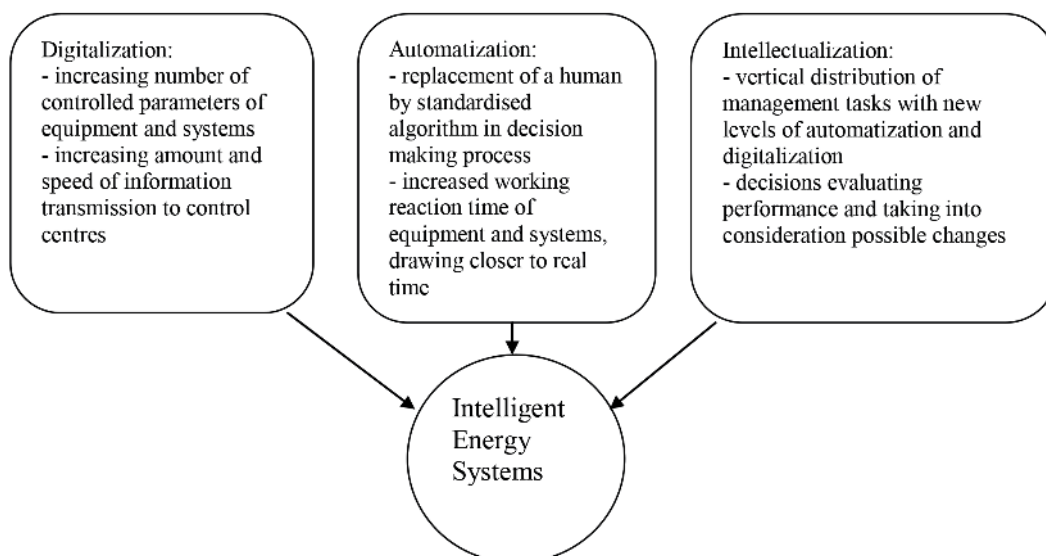 Digitalization:
- increasing number of
controlled parameters of
equipment and systems
- increasing amount and
speed of information
transmission to control
centres
Automatization:
- replacement of a human
by standardised
algorithm in decision
making process
- increased working
reaction time of
equipment and systems,
drawing closer to real
time
Intellectualization:
- vertical distribution of
management tasks with new
levels of automatization and
digitalization
- decisions evaluating
performance and taking into
consideration possible changes
Intelligent
Energy
Systems